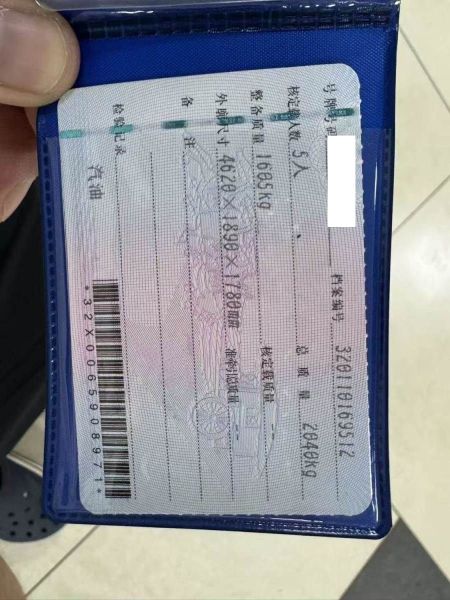 号牌号码 档案编号 320110169512
核定载人数 5人 总质量 2040kg
整备质量 1605kg 核定载质量 --
外廓尺寸 4620×1890×1780mm 准牵引总质量 --
备注
检验记录
汽油
*32X0065908971*